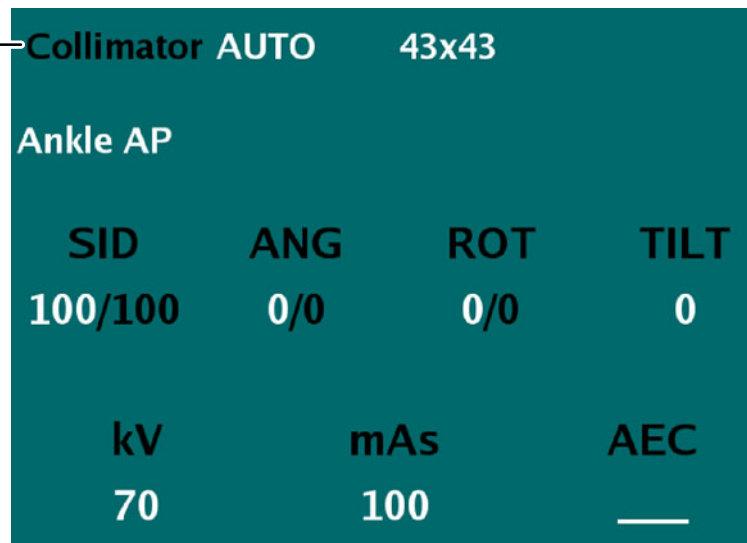 Collimator AUTO 43x43
Ankle AP
SID ANG ROT TILT
100/100 0/0 0/0 0
kV mAs AEC
70 100 ___